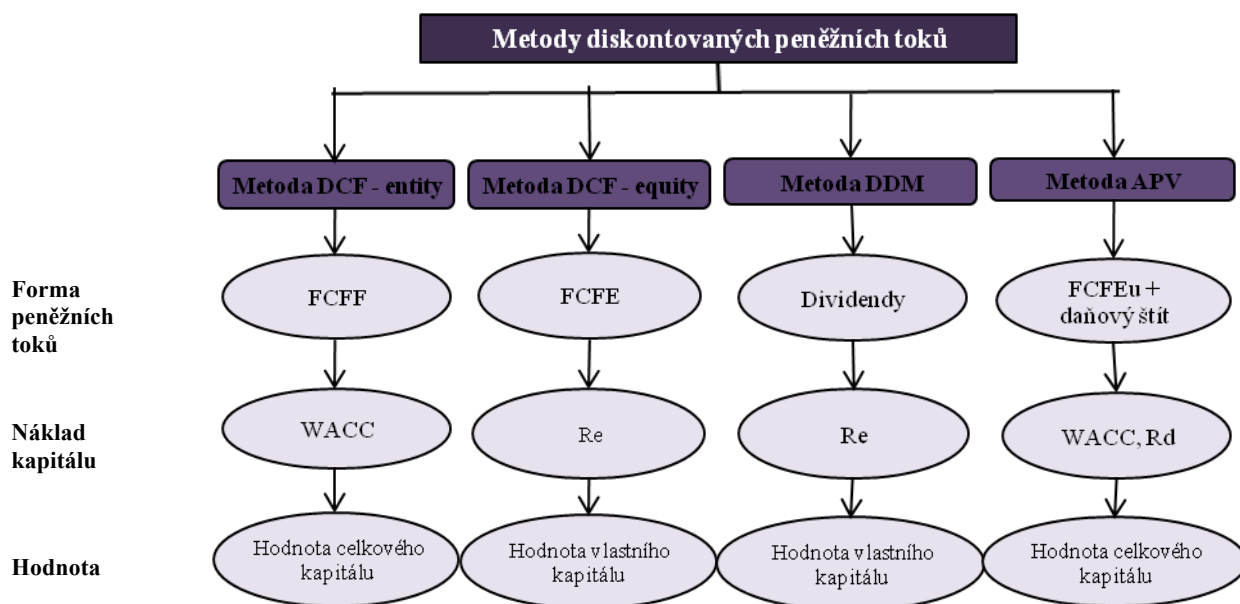 Metody diskontovaných peněžních toků
Metoda DCF - entity
Metoda DCF - equity
Metoda DDM
Metoda APV
Forma
peněžních
toků
FCFF
FCFE
Dividendy
FCFEu +
daňový štít
Náklad
kapitálu
WACC
Re
Re
WACC, Rd
Hodnota
Hodnota celkového
kapitálu
Hodnota vlastního
kapitálu
Hodnota vlastního
kapitálu
Hodnota celkového
kapitálu